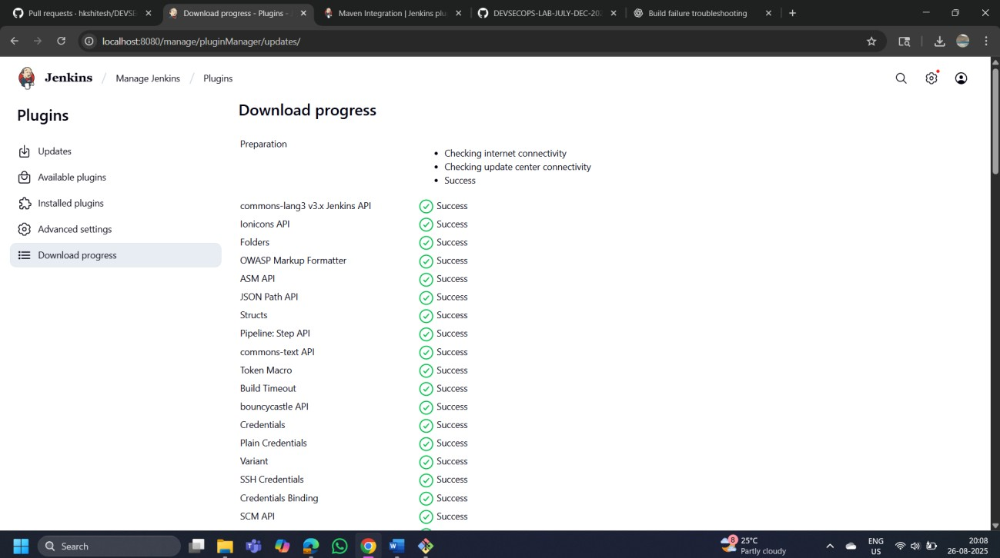 Pull requests · hkshitesh/DEVSE
Download progress - Plugins -
Maven Integration | Jenkins plu
DEVSECOPS-LAB-JULY-DEC-202
Build failure troubleshooting
localhost:8080/manage/pluginManager/updates/
Jenkins / Manage Jenkins / Plugins
Plugins
Updates
Available plugins
Installed plugins
Advanced settings
Download progress
Download progress
Preparation
• Checking internet connectivity
• Checking update center connectivity
• Success
commons-lang3 v3.x Jenkins API Success
Ionicons API Success
Folders Success
OWASP Markup Formatter Success
ASM API Success
JSON Path API Success
Structs Success
Pipeline: Step API Success
commons-text API Success
Token Macro Success
Build Timeout Success
bouncycastle API Success
Credentials Success
Plain Credentials Success
Variant Success
SSH Credentials Success
Credentials Binding Success
SCM API Success
Search
8
25°C
Partly cloudy
ENG
US
20:08
26-08-2025